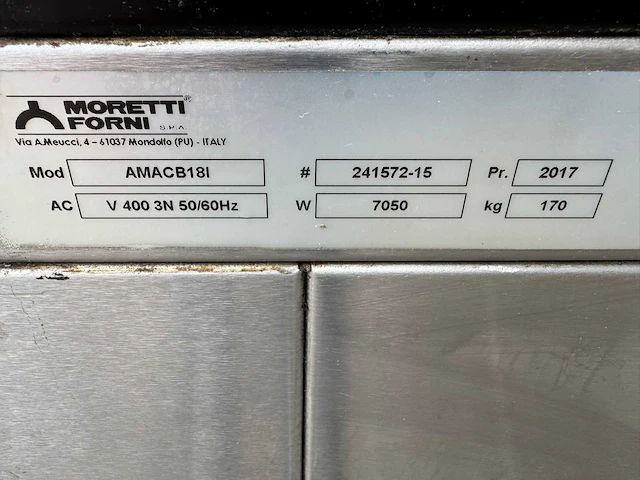 MORETTI®
FORNI S.P.A.
Via A.Meucci, 4 – 61037 Mondolfo (PU) - ITALY
Mod AMACB18I # 241572-15 Pr. 2017
AC V 400 3N 50/60Hz W 7050 kg 170